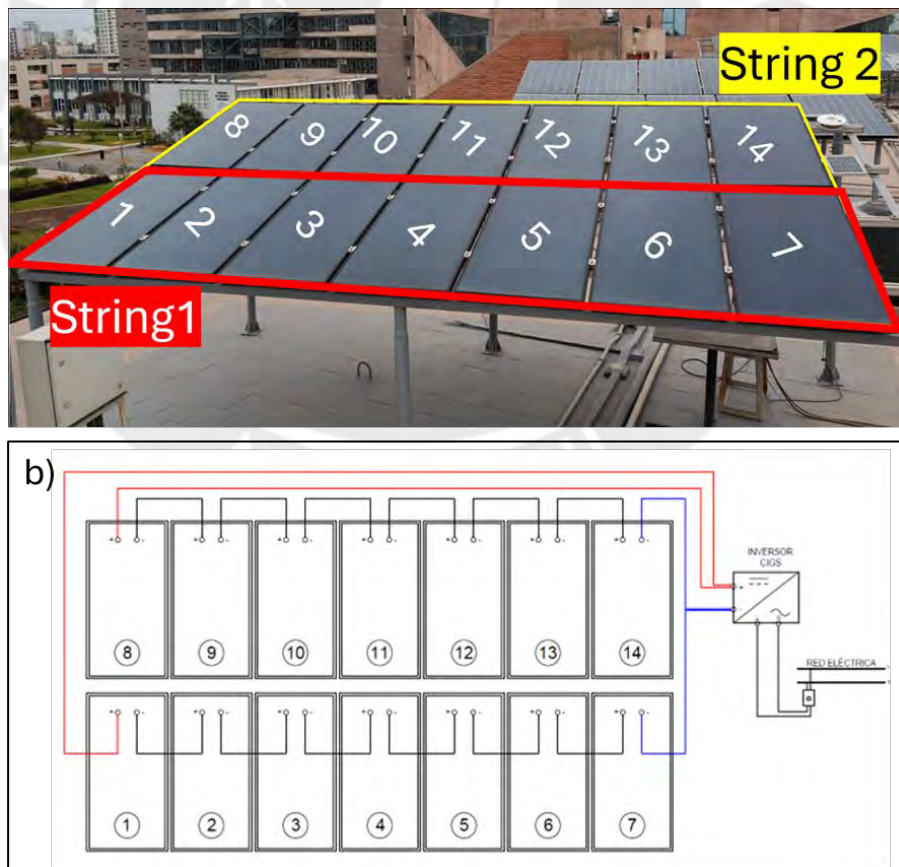 String 2
8 9 10 11 12 13 14
1 2 3 4 5 6 7
String1
b)
+ - + - + - + - + - + - + -
INVERSOR
CIGS
+
-
8 9 10 11 12 13 14
RED ELÉCTRICA
+ - + - + - + - + - + - + -
1 2 3 4 5 6 7